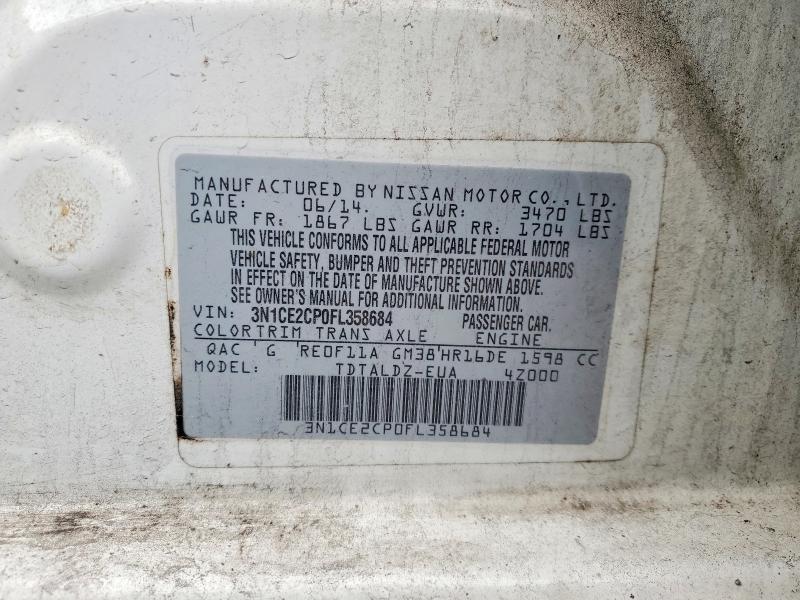 MANUFACTURED BY NISSAN MOTOR CO., LTD.
DATE: 06/14. GVWR: 3470 LBS
GAWR FR: 1867 LBS GAWR RR: 1704 LBS
THIS VEHICLE CONFORMS TO ALL APPLICABLE FEDERAL MOTOR
VEHICLE SAFETY, BUMPER AND THEFT PREVENTION STANDARDS
IN EFFECT ON THE DATE OF MANUFACTURE SHOWN ABOVE.
SEE OWNER'S MANUAL FOR ADDITIONAL INFORMATION.
VIN: 3N1CE2CP0FL358684 PASSENGER CAR.
COLOR TRIM TRANS AXLE ENGINE
QAC G RE0F11A GM38 HR16DE 1598 CC
MODEL: TDTALDZ-EUA 4Z000
3N1CE2CP0FL358684